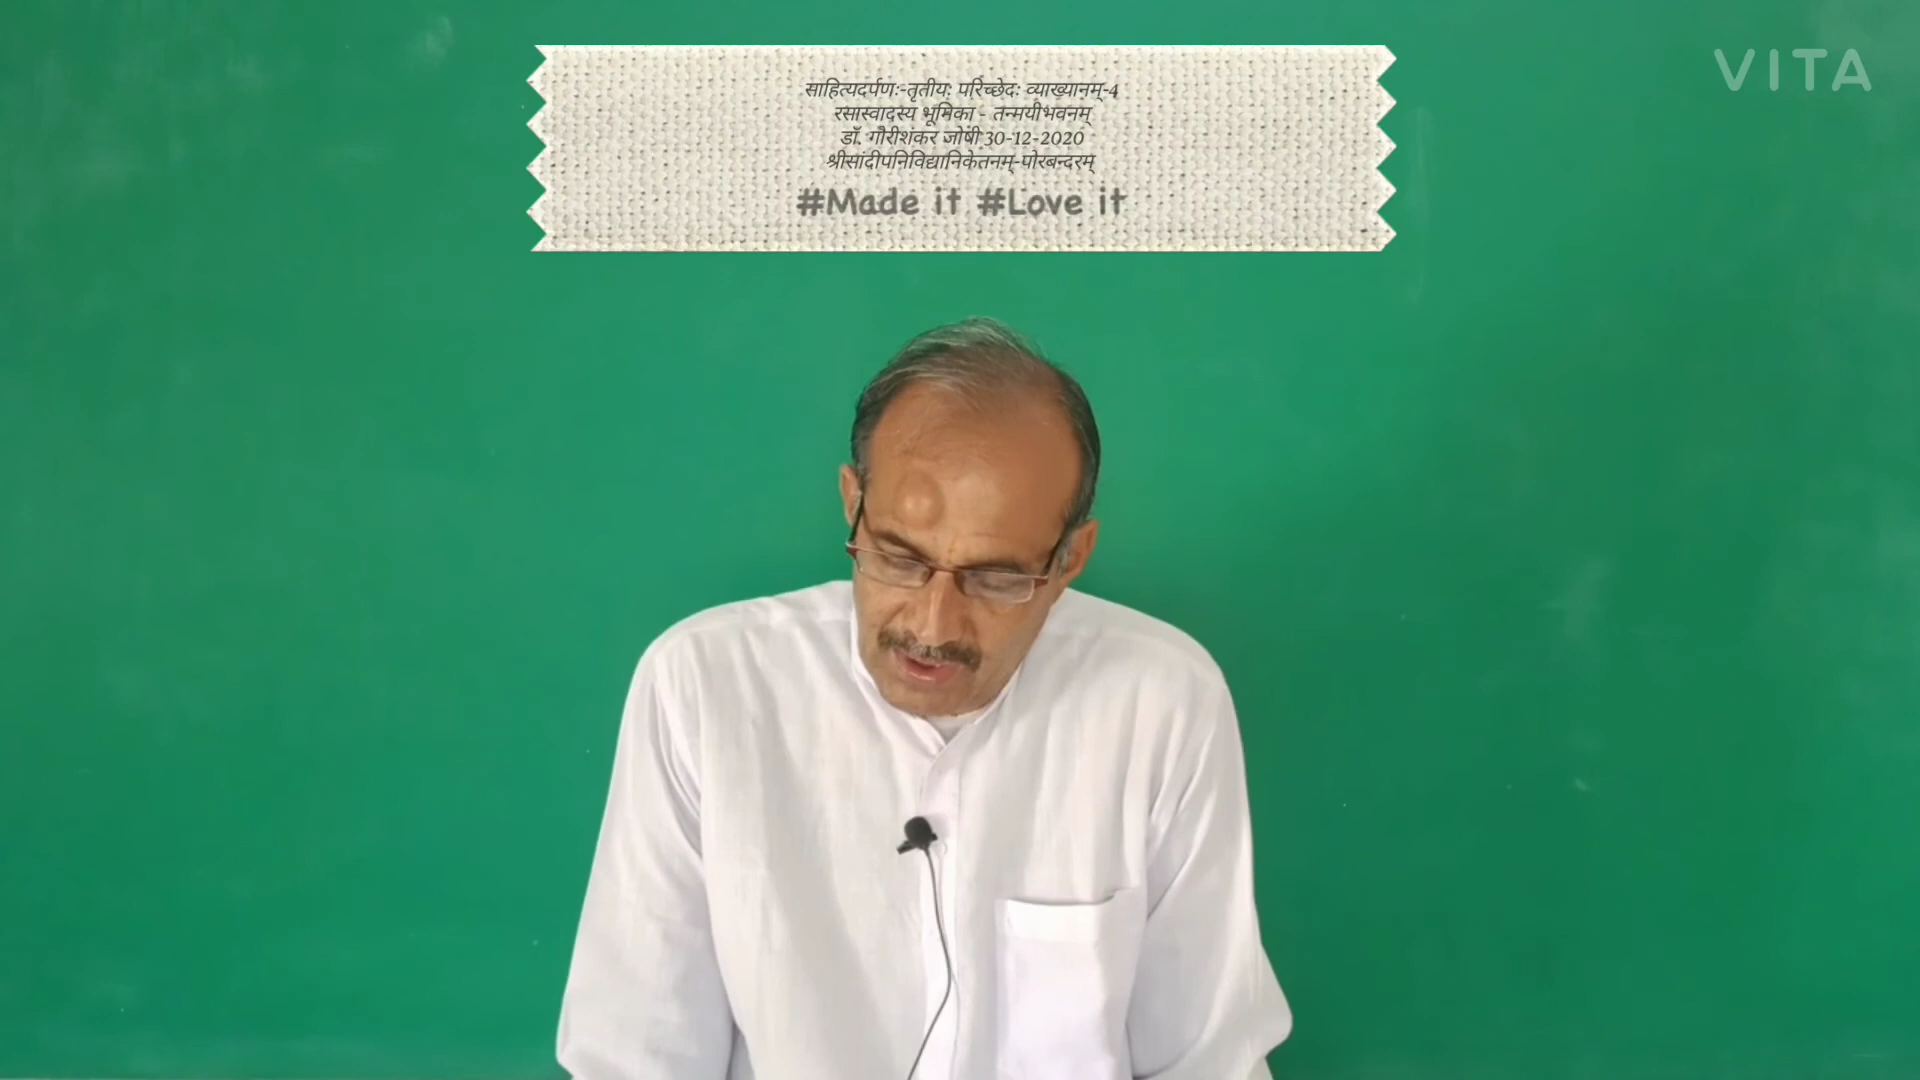 साहित्यदर्पणः-तृतीयः परिच्छेदः व्याख्यानम्-4
रसास्वादस्य भूमिका - तन्मयीभवनम्
डॉ. गौरीशंकर जोषी 30-12-2020
श्रीसांदीपनिविद्यानिकेतनम्-पोरबन्दरम्
#Made it #Love it
VITA